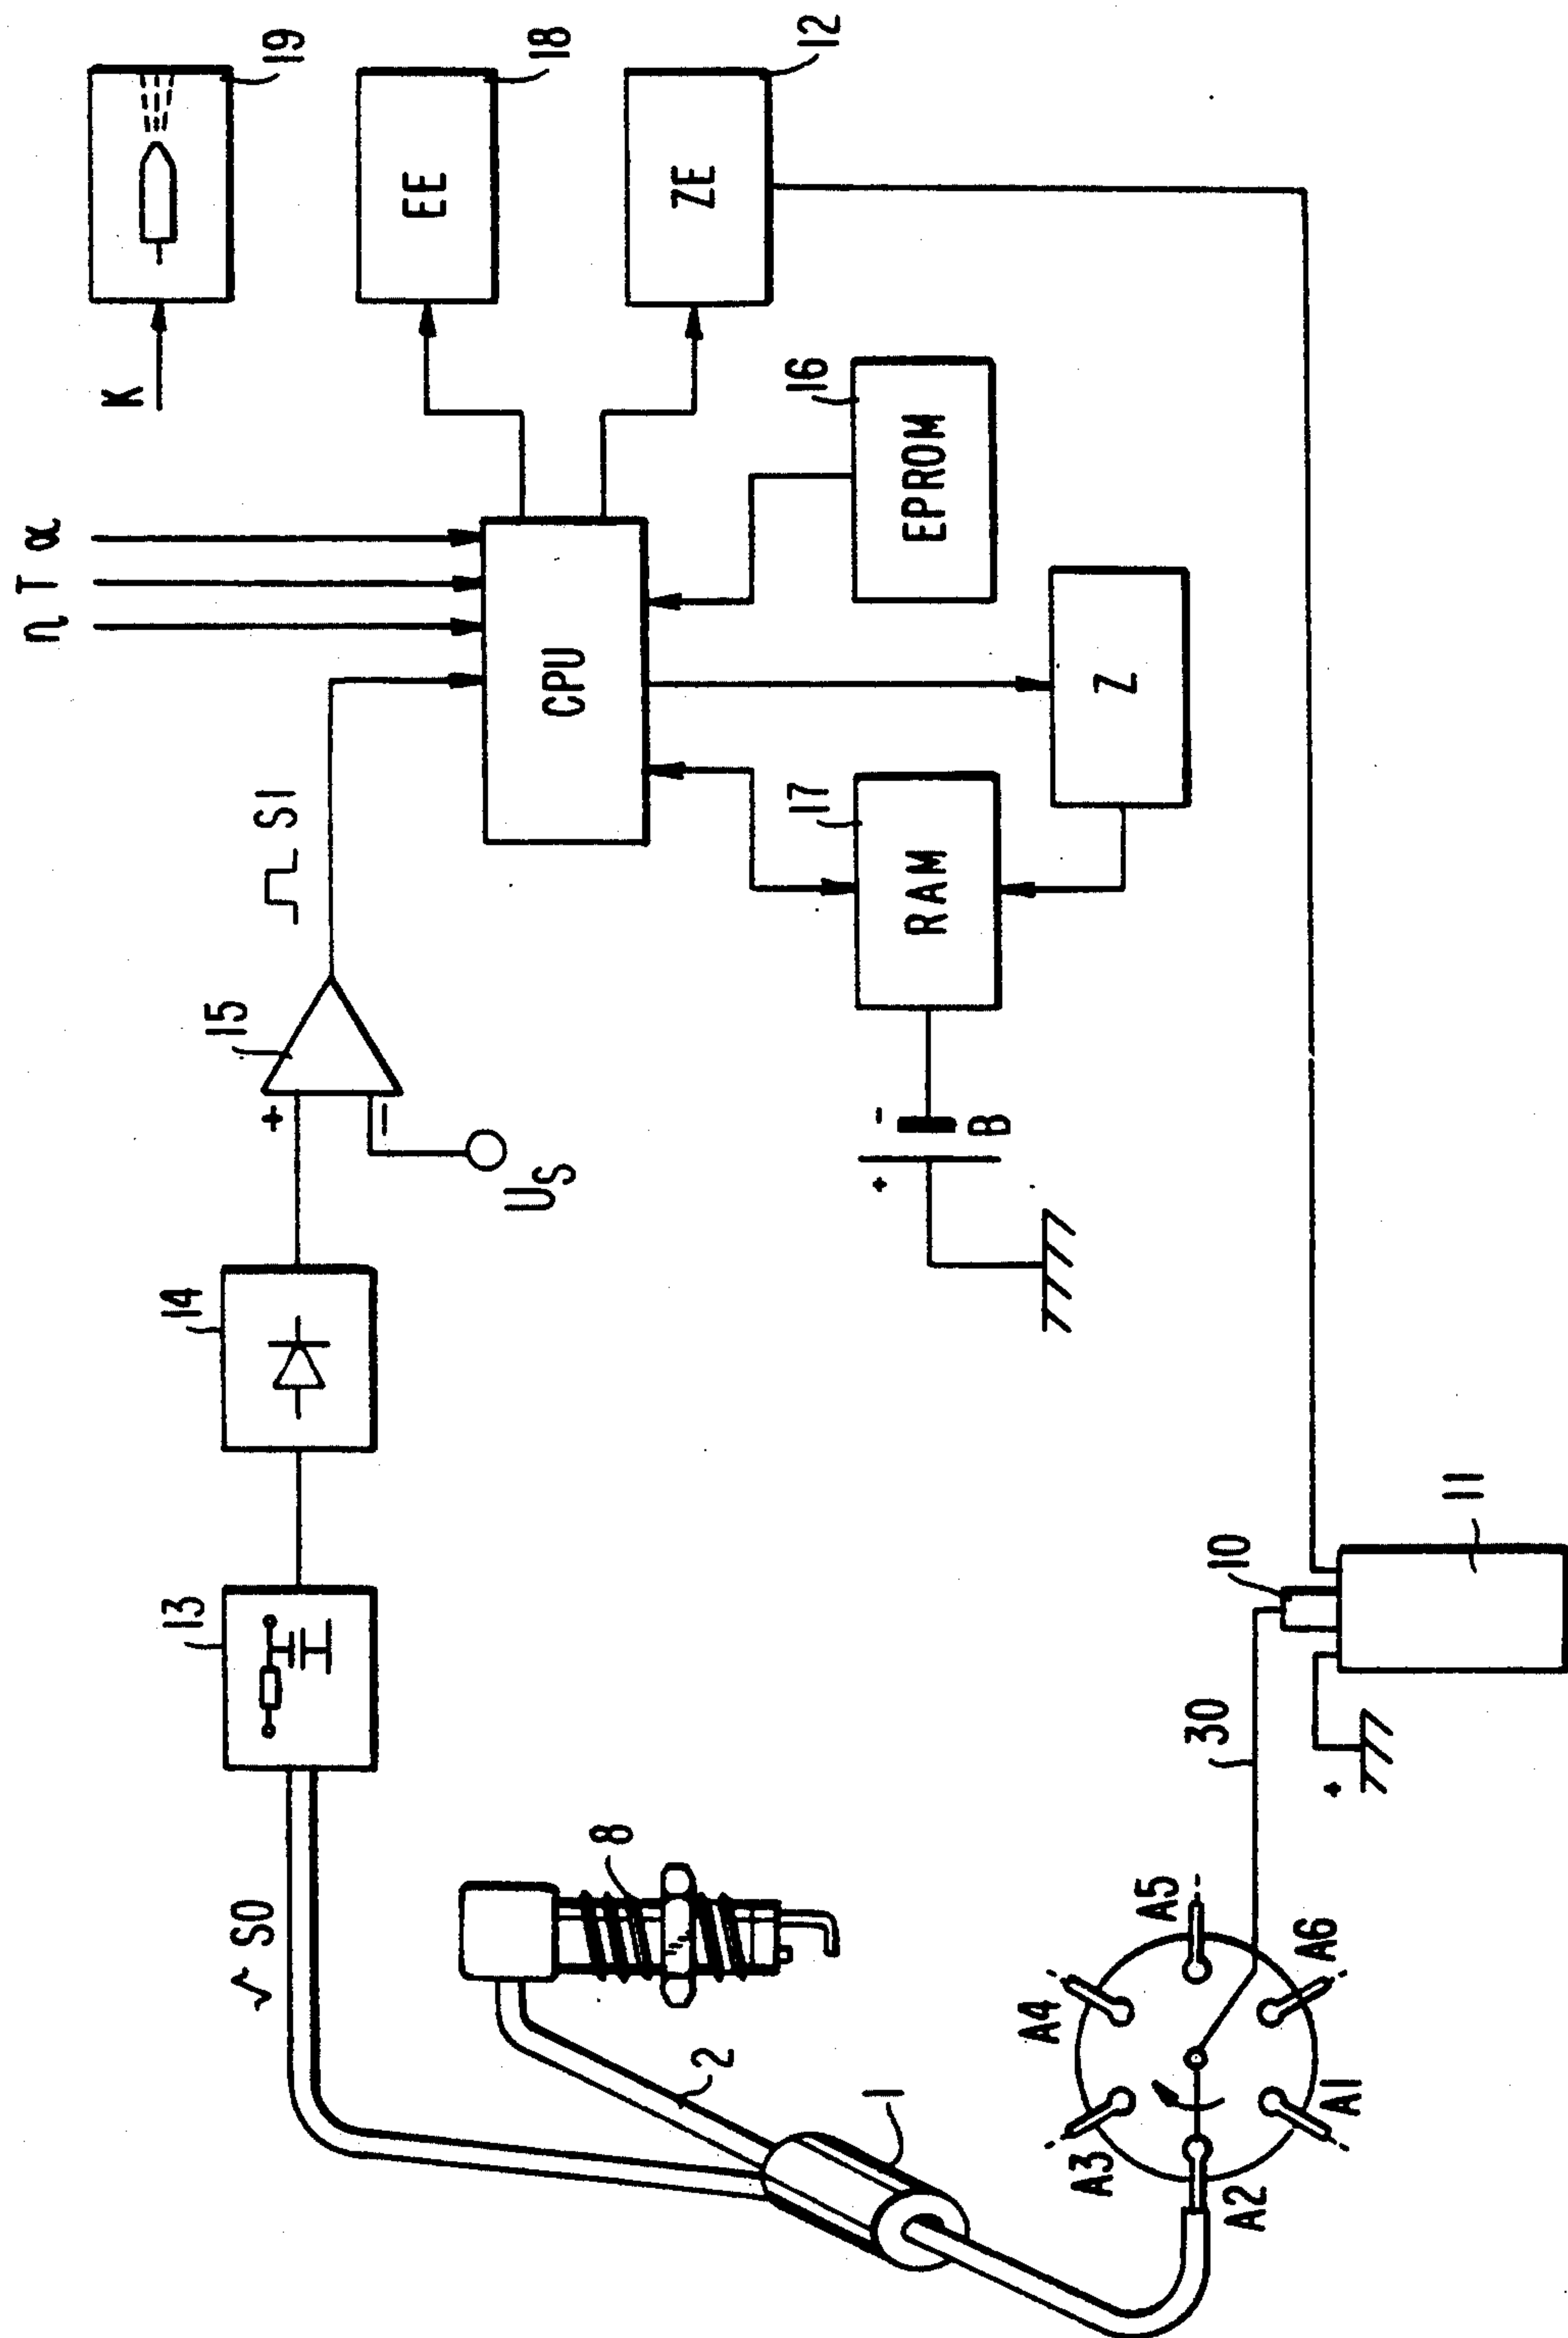 19
K
EE
18
ZE
12
η T α
CPU
EPROM
16
Z
RAM
17
S1
15
+
−
U_S
- B
+
14
13
S0
8
2
1
10
11
30
+
A5
A4
A6
A3
A1
A2